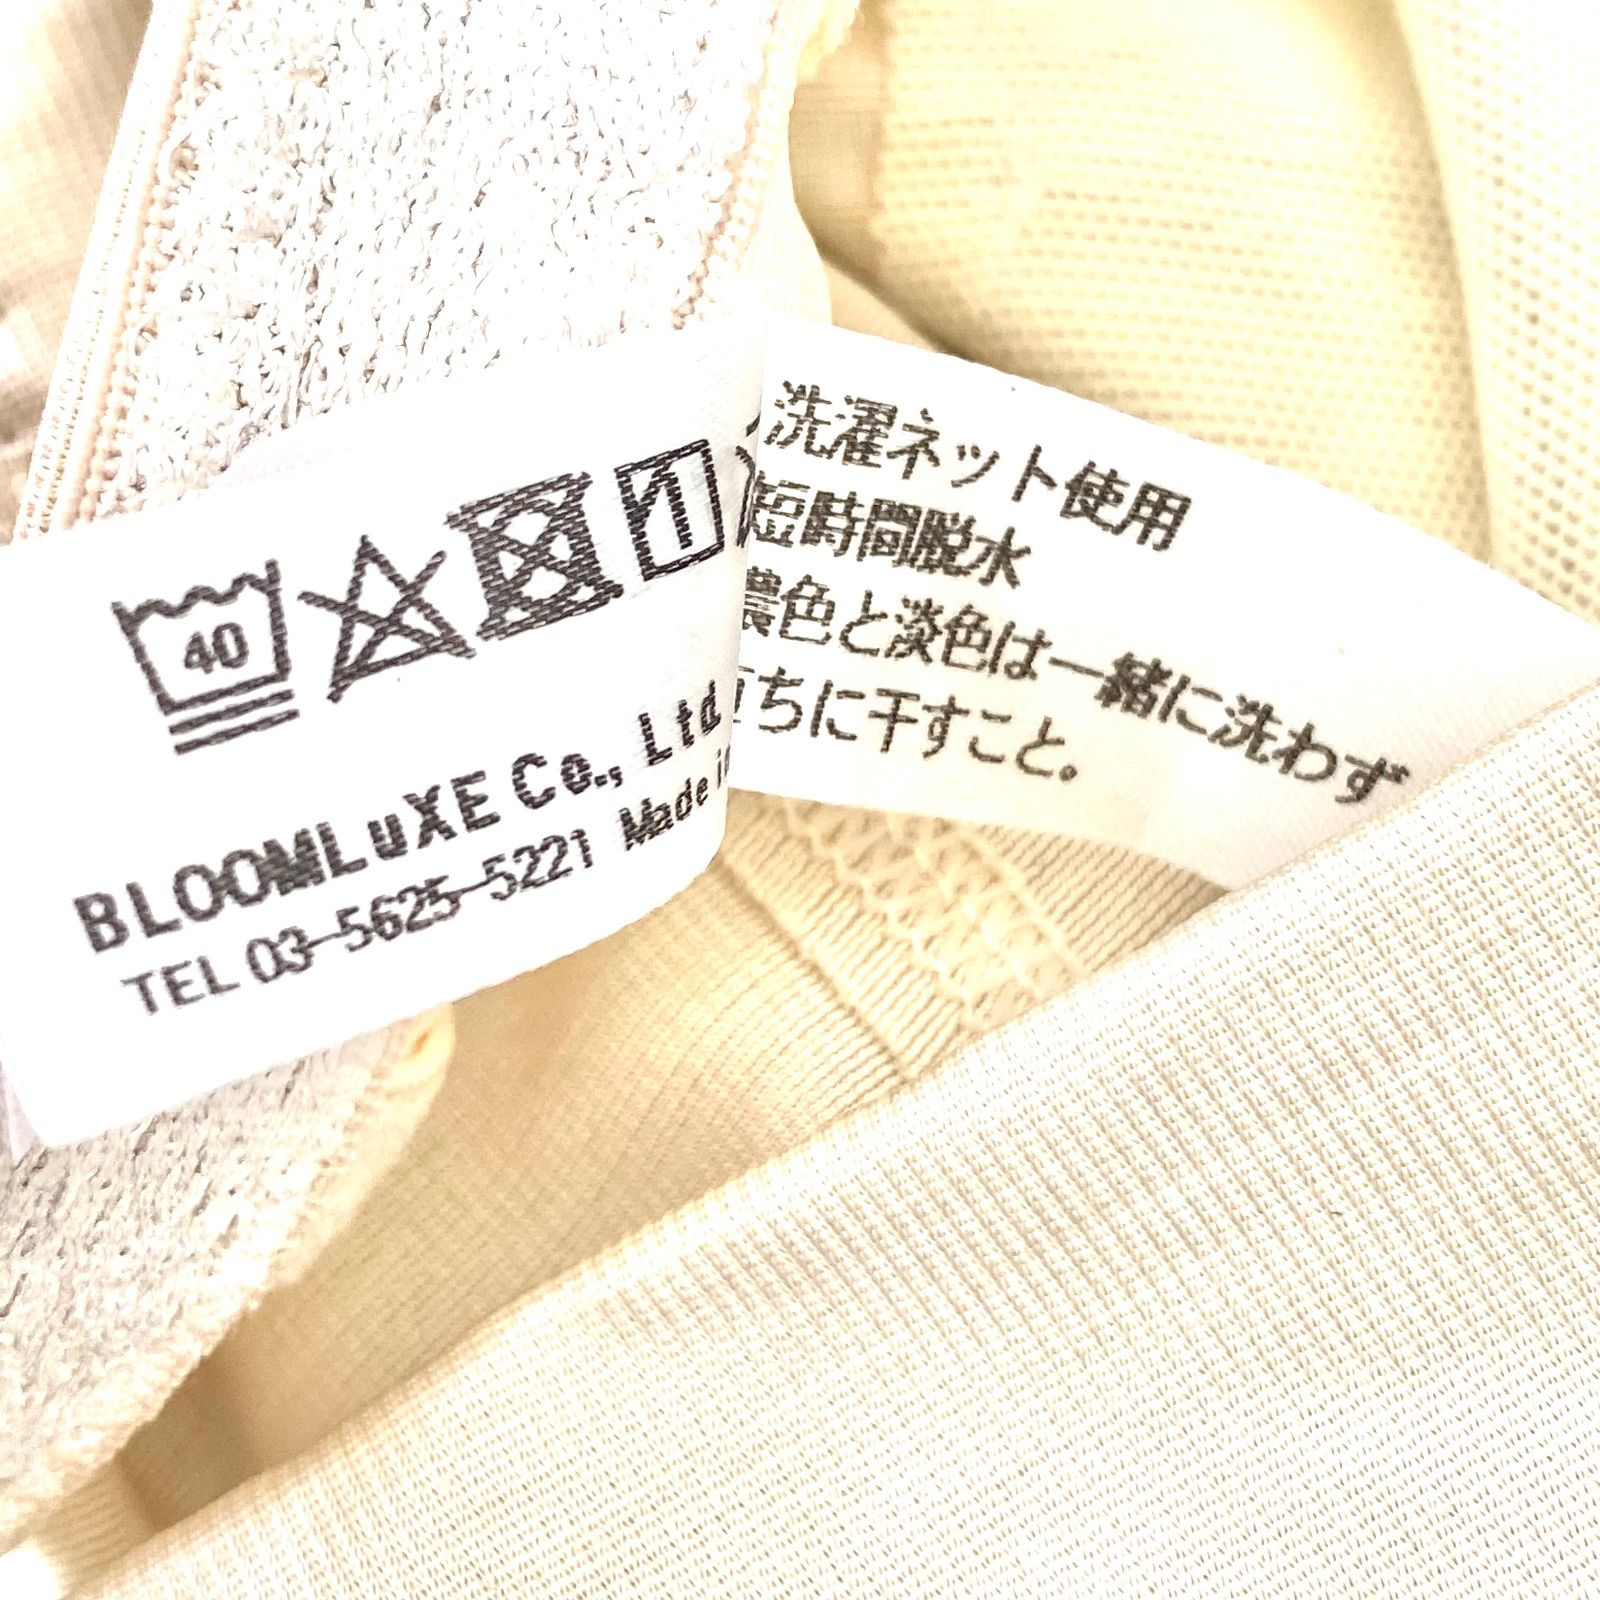 40
BLOOMLuXE Co., Ltd
TEL 03-5625-5221 Made in
洗濯ネット使用
短時間脱水
濃色と淡色は一緒に洗わず
直ちに干すこと。